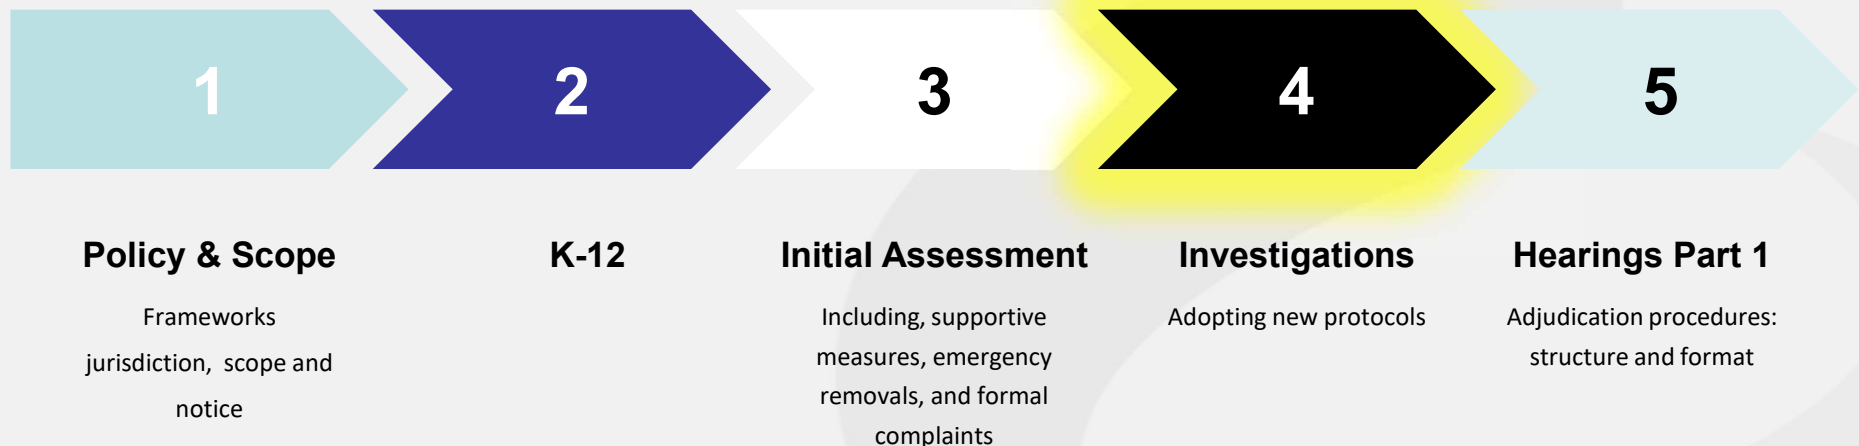 1
2
3
4
5
Policy & Scope
Frameworks
jurisdiction, scope and
notice
K-12
Initial Assessment
Including, supportive
measures, emergency
removals, and formal
complaints
Investigations
Adopting new protocols
Hearings Part 1
Adjudication procedures:
structure and format